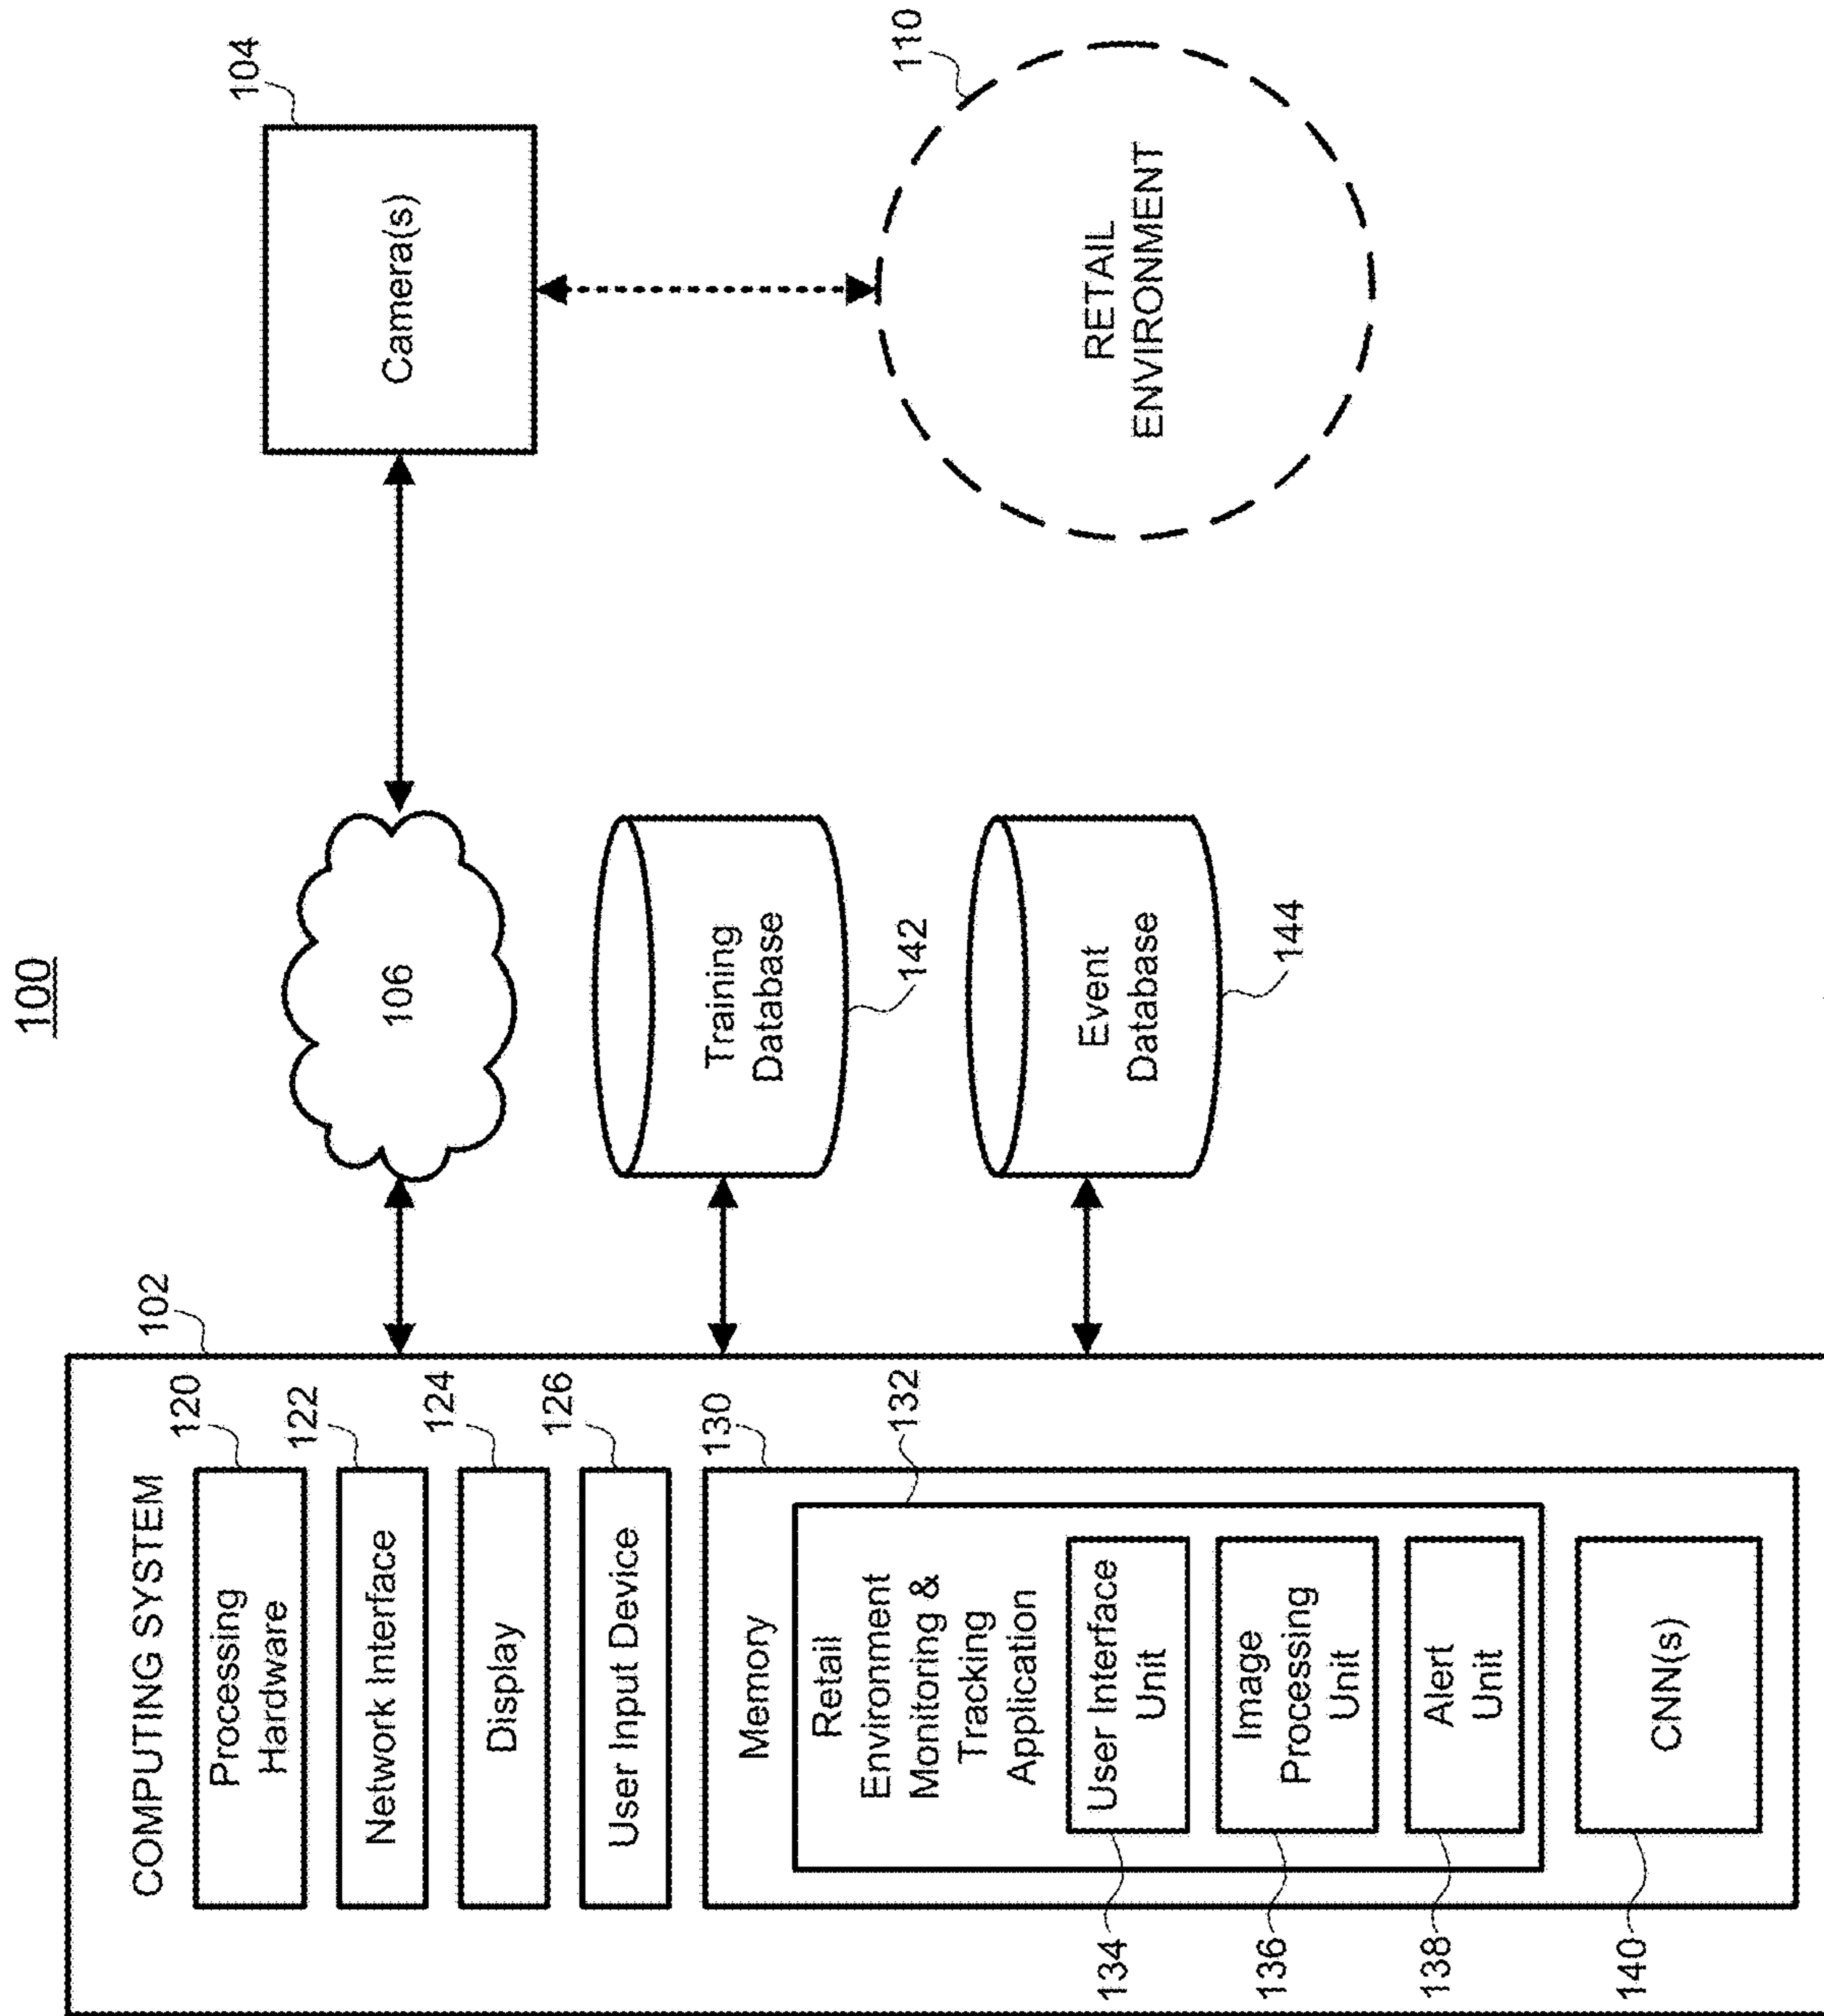 100
COMPUTING SYSTEM
102
Processing
Hardware
120
Network Interface
122
Display
124
User Input Device
126
130
Memory
132
Retail
Environment
Monitoring &
Tracking
Application
User Interface
Unit
134
Image
Processing
Unit
136
Alert
Unit
138
CNN(s)
140
106
Training
Database
142
Event
Database
144
Camera(s)
104
RETAIL
ENVIRONMENT
110